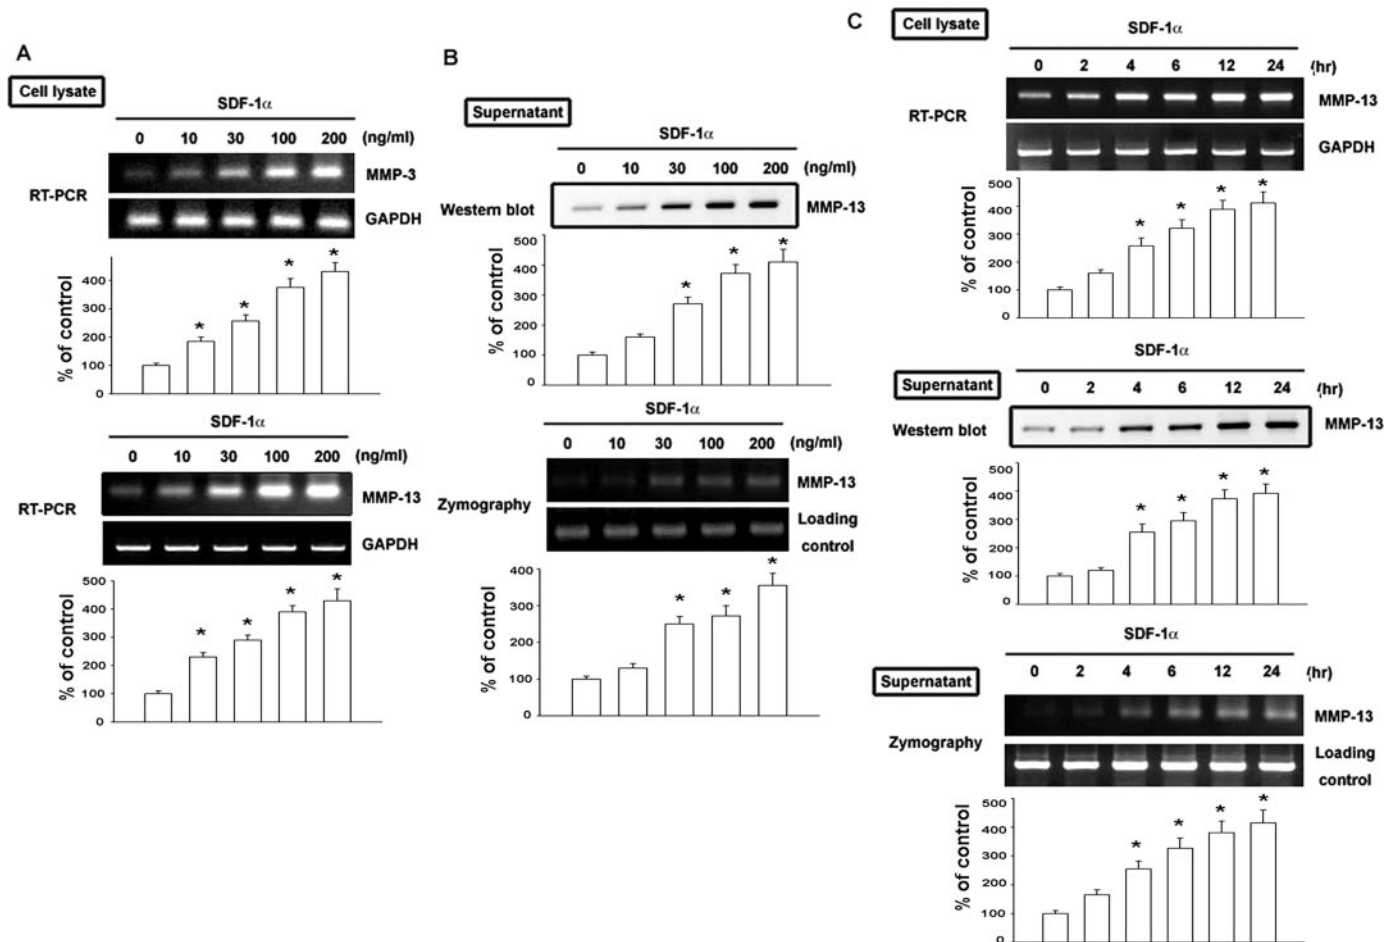 A
Cell lysate
SDF-1α
0 10 30 100 200 (ng/ml)
RT-PCR
MMP-3
GAPDH
% of control
400
300
200
100
0
* * * *
SDF-1α
0 10 30 100 200 (ng/ml)
RT-PCR
MMP-13
GAPDH
% of control
500
400
300
200
100
0
* * * *
B
Supernatant
SDF-1α
0 10 30 100 200 (ng/ml)
Western blot
MMP-13
% of control
500
400
300
200
100
0
* * *
SDF-1α
0 10 30 100 200 (ng/ml)
Zymography
MMP-13
Loading
control
% of control
400
300
200
100
0
* * *
C
Cell lysate
SDF-1α
0 2 4 6 12 24 (hr)
RT-PCR
MMP-13
GAPDH
% of control
500
400
300
200
100
0
* * * *
SDF-1α
Supernatant
0 2 4 6 12 24 (hr)
Western blot
MMP-13
% of control
500
400
300
200
100
0
* * * *
SDF-1α
0 2 4 6 12 24 (hr)
Supernatant
MMP-13
Zymography
Loading
control
% of control
500
400
300
200
100
0
* * * *